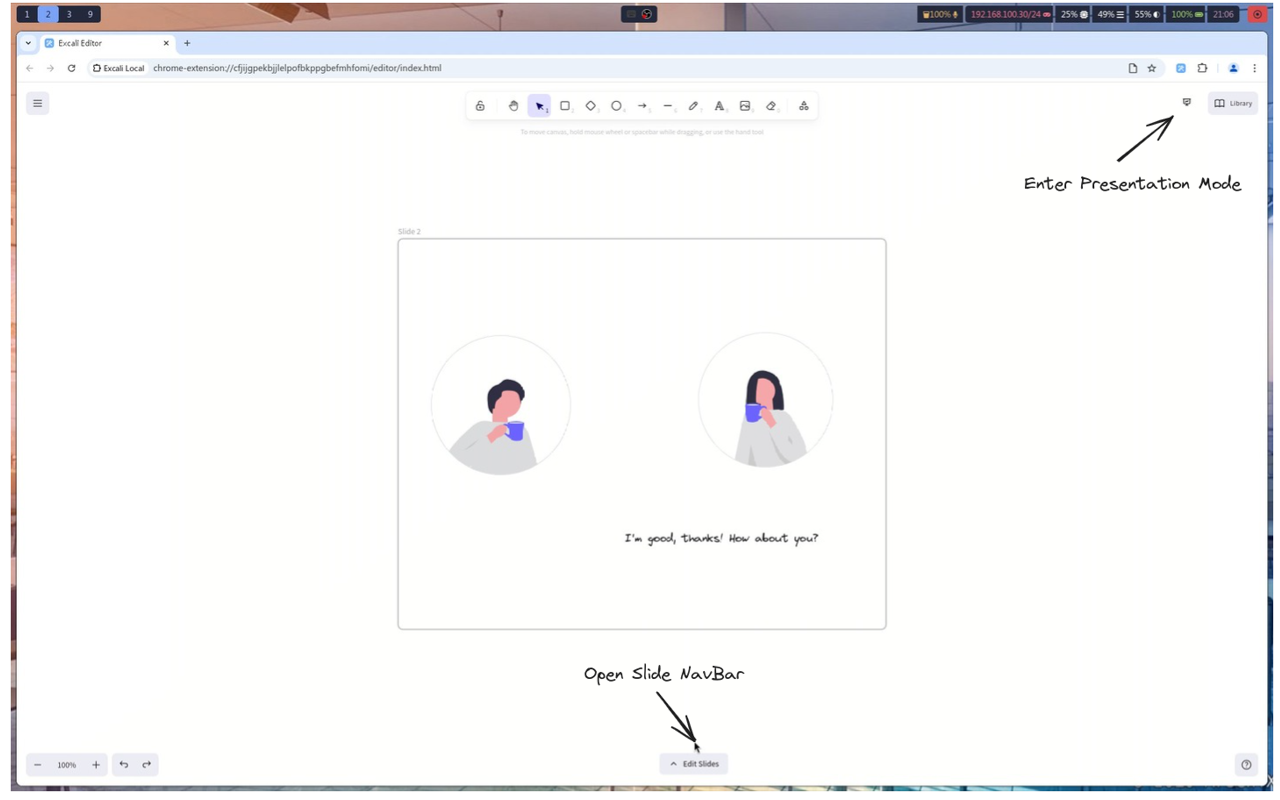 1 2 3 9
100% 192.168.100.30/24 25% 49% 55% 100% 21:06
Excali Editor
Excali Local chrome-extension://cfjijgpekbjjlelpofbkppgbefmhfomi/editor/index.html
Library
To move canvas, hold mouse wheel or spacebar while dragging, or use the hand tool
Enter Presentation Mode
Slide 2
I'm good, thanks! How about you?
Open Slide NavBar
100%
Edit Slides